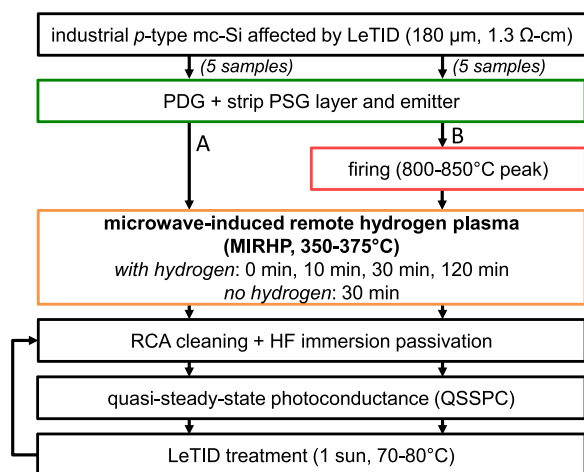 industrial p-type mc-Si affected by LeTID (180 μm, 1.3 Ω-cm)
(5 samples) (5 samples)
PDG + strip PSG layer and emitter
A B
firing (800-850°C peak)
microwave-induced remote hydrogen plasma
(MIRHP, 350-375°C)
with hydrogen: 0 min, 10 min, 30 min, 120 min
no hydrogen: 30 min
RCA cleaning + HF immersion passivation
quasi-steady-state photoconductance (QSSPC)
LeTID treatment (1 sun, 70-80°C)